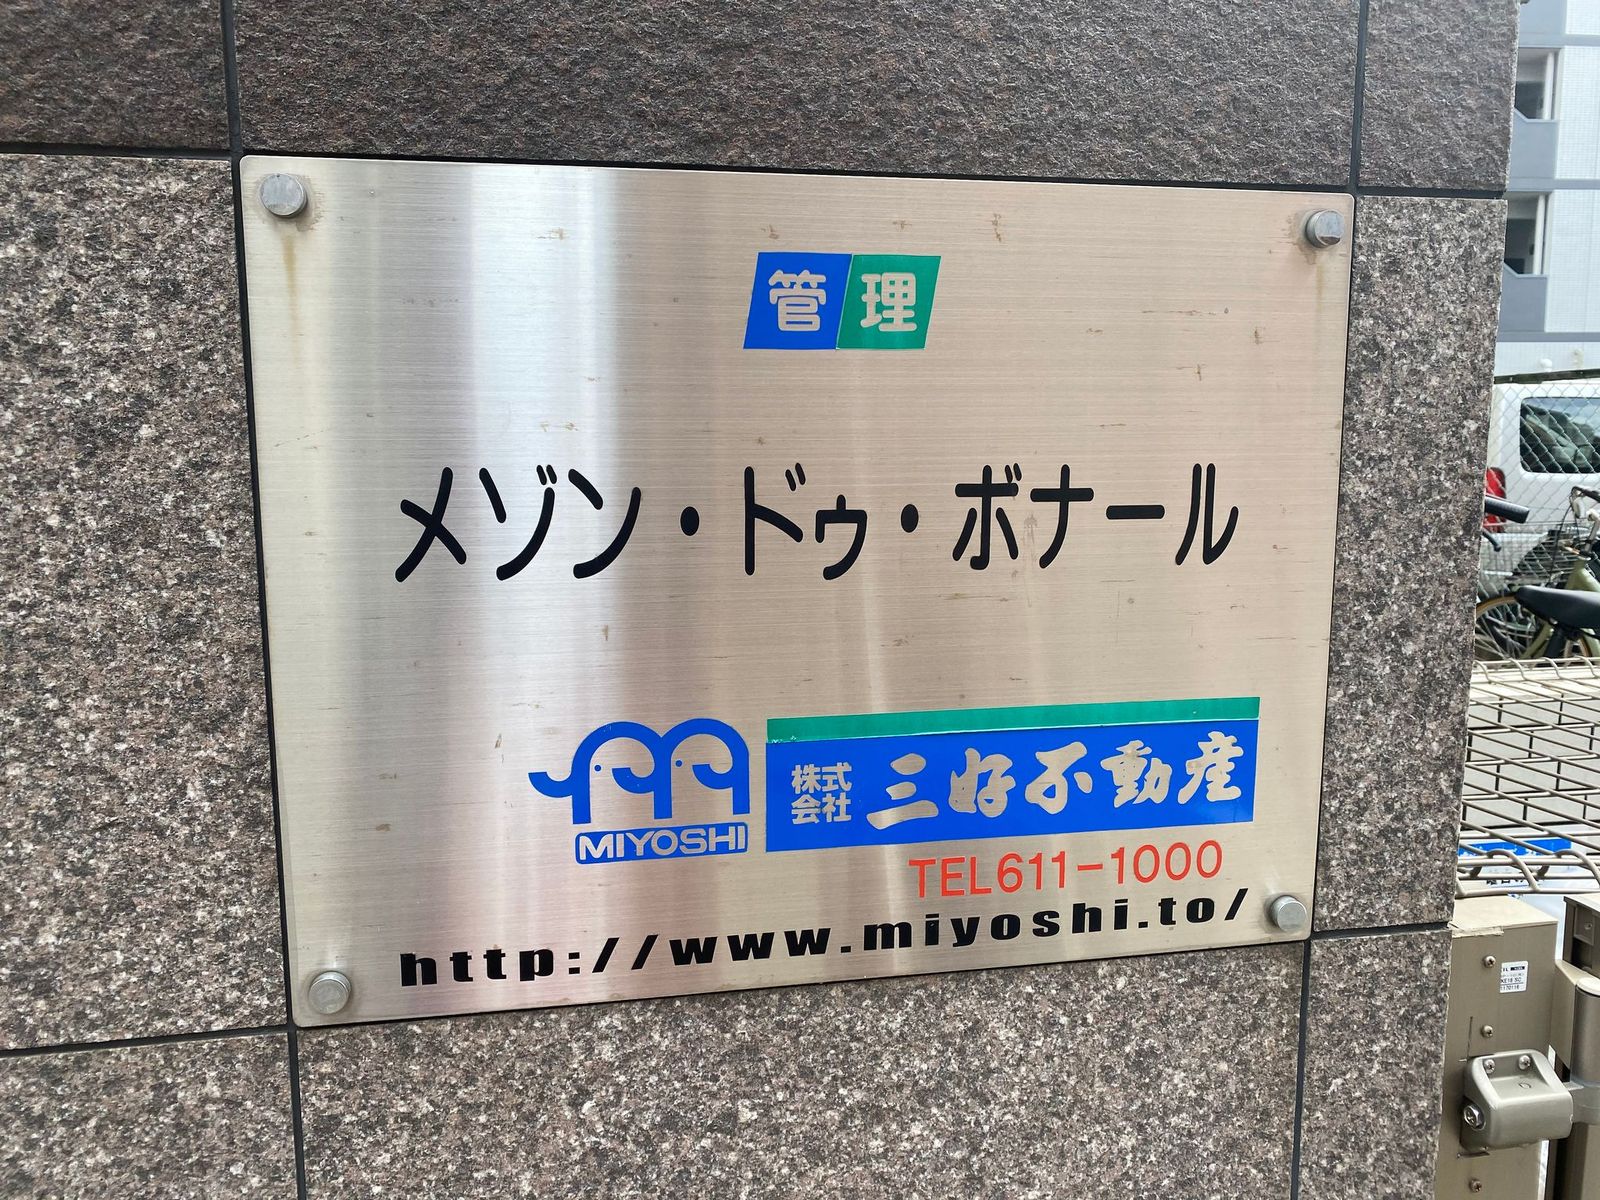 管理
メゾン・ドゥ・ボナール
MIYOSHI
株式会社 三好不動産
TEL611-1000
http://www.miyoshi.to/